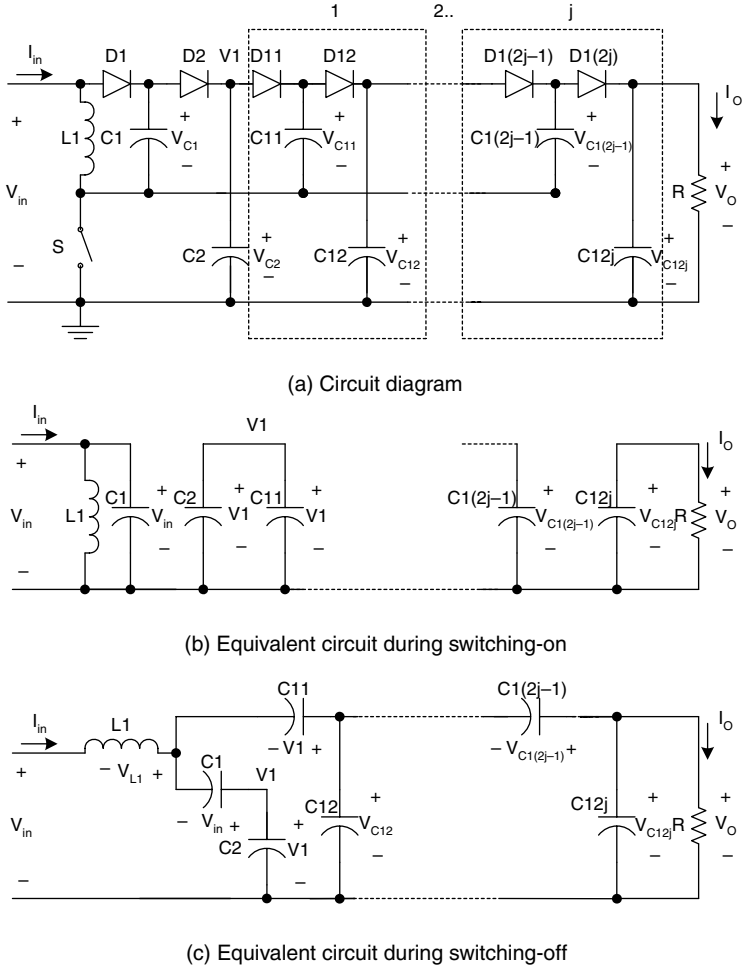 1 2.. j
I_in D1 D2 V1 D11 D12 D1(2j–1) D1(2j) I_O
+ L1 C1 + V_C1 – C11 + V_C11 – C1(2j–1) + V_C1(2j–1) –
V_in R + V_O –
S C2 + V_C2 – C12 + V_C12 – C12j + V_C12j –
–
(a) Circuit diagram
I_in V1 I_O
+ C1 + C2 + C11 + C1(2j–1) + C12j + +
V_in L1 V_in V1 V1 V_C1(2j–1) V_C12j R V_O
– – – – – – –
(b) Equivalent circuit during switching-on
C11 C1(2j–1)
I_in L1 I_O
– V1 + – V_C1(2j–1) +
+ – V_L1 + C1 V1
V_in – V_in + C12 + V_C12 – C12j + V_C12j – R + V_O –
C2 + V1 –
–
(c) Equivalent circuit during switching-off